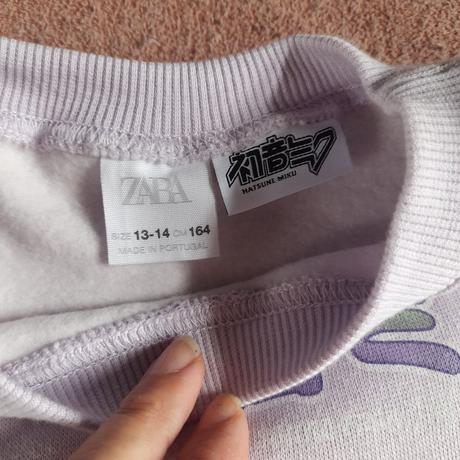 ZARA
SIZE 13-14 CM 164
MADE IN PORTUGAL
初音ミク
HATSUNE MIKU